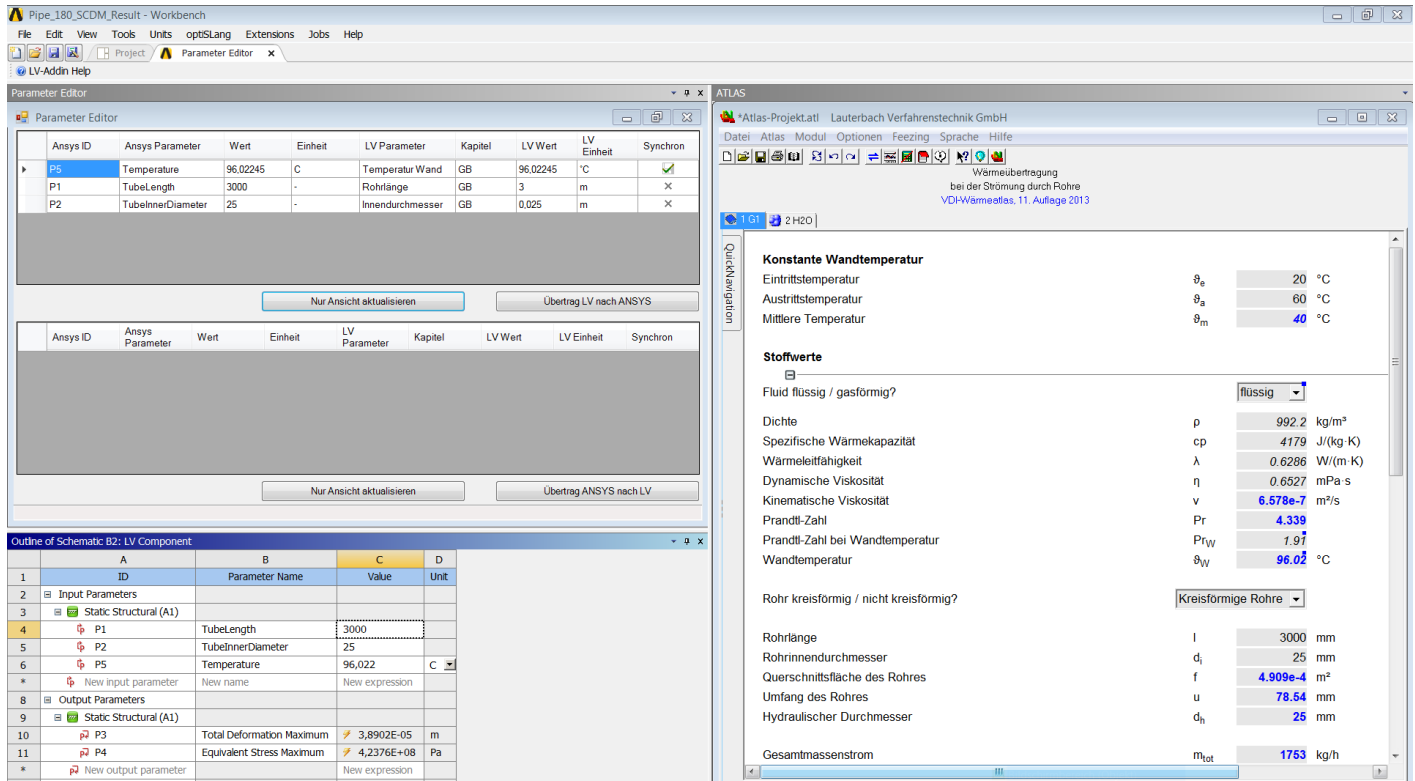 Pipe_180_SCDM_Result - Workbench
File Edit View Tools Units optiSLang Extensions Jobs Help
Project Parameter Editor x
LV-Addin Help
Parameter Editor
Parameter Editor
Ansys ID Ansys Parameter Wert Einheit LV Parameter Kapitel LV Wert LV Einheit Synchron
P5 Temperature 96,02245 C Temperatur Wand GB 96,02245 °C
P1 TubeLength 3000 - Rohrlänge GB 3 m
P2 TubeInnerDiameter 25 - Innendurchmesser GB 0,025 m
Nur Ansicht aktualisieren Übertrag LV nach ANSYS
Ansys ID Ansys Parameter Wert Einheit LV Parameter Kapitel LV Wert LV Einheit Synchron
Nur Ansicht aktualisieren Übertrag ANSYS nach LV
Outline of Schematic B2: LV Component
A B C D
1 ID Parameter Name Value Unit
2 Input Parameters
3 Static Structural (A1)
4 P1 TubeLength 3000
5 P2 TubeInnerDiameter 25
6 P5 Temperature 96,022 C
* New input parameter New name New expression
8 Output Parameters
9 Static Structural (A1)
10 P3 Total Deformation Maximum 3,8902E-05 m
11 P4 Equivalent Stress Maximum 4,2376E+08 Pa
* New output parameter New expression
ATLAS
*Atlas-Projekt.atl Lauterbach Verfahrenstechnik GmbH
Datei Atlas Modul Optionen Feezing Sprache Hilfe
Wärmeübertragung
bei der Strömung durch Rohre
VDI-Wärmeatlas, 11. Auflage 2013
1 G1 2 H2O
QuickNavigation
Konstante Wandtemperatur
Eintrittstemperatur ϑe 20 °C
Austrittstemperatur ϑa 60 °C
Mittlere Temperatur ϑm 40 °C
Stoffwerte
Fluid flüssig / gasförmig? flüssig
Dichte ρ 992.2 kg/m³
Spezifische Wärmekapazität cp 4179 J/(kg·K)
Wärmeleitfähigkeit λ 0.6286 W/(m·K)
Dynamische Viskosität η 0.6527 mPa·s
Kinematische Viskosität ν 6.578e-7 m²/s
Prandtl-Zahl Pr 4.339
Prandtl-Zahl bei Wandtemperatur PrW 1.91
Wandtemperatur ϑW 96.02 °C
Rohr kreisförmig / nicht kreisförmig? Kreisförmige Rohre
Rohrlänge l 3000 mm
Rohrinnendurchmesser di 25 mm
Querschnittsfläche des Rohres f 4.909e-4 m²
Umfang des Rohres u 78.54 mm
Hydraulischer Durchmesser dh 25 mm
Gesamtmassenstrom mtot 1753 kg/h